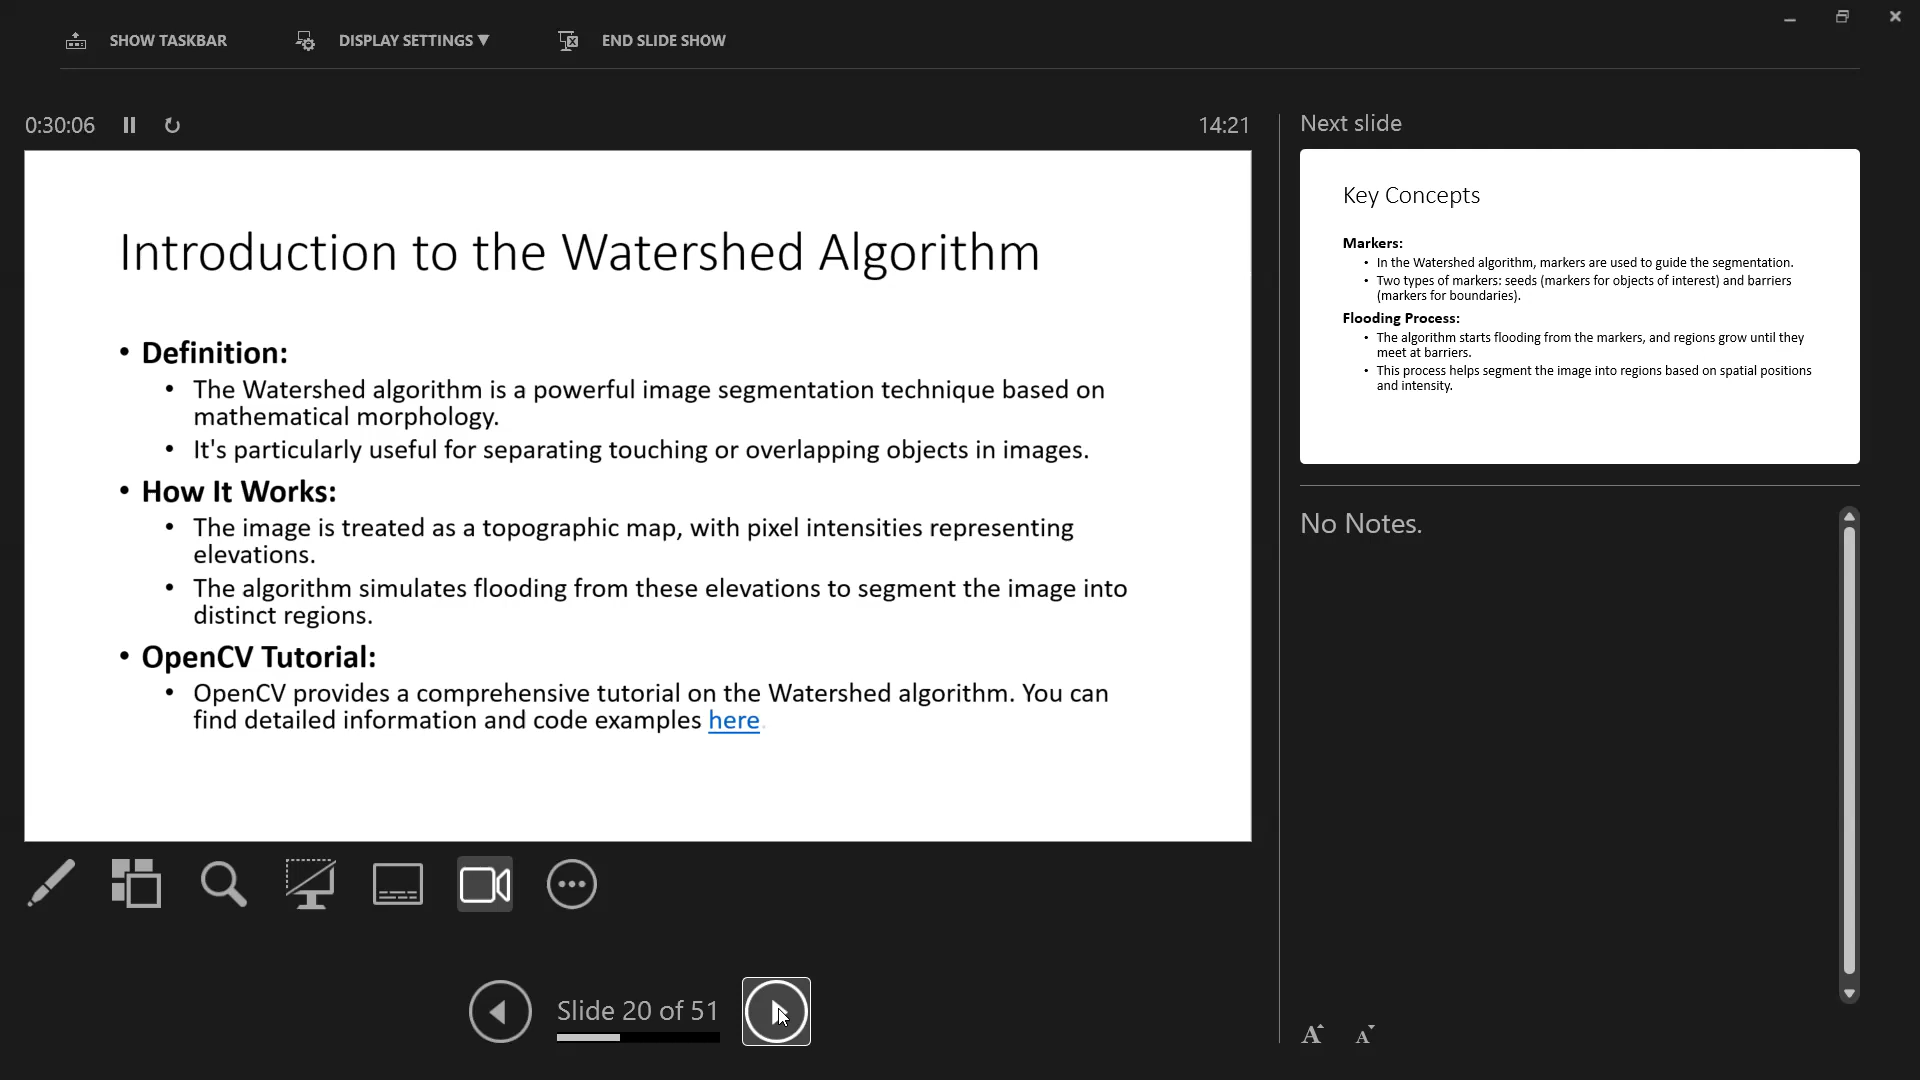 SHOW TASKBAR
DISPLAY SETTINGS ▼
END SLIDE SHOW
0:30:06
14:21
Introduction to the Watershed Algorithm
• Definition:
• The Watershed algorithm is a powerful image segmentation technique based on
mathematical morphology.
• It's particularly useful for separating touching or overlapping objects in images.
• How It Works:
• The image is treated as a topographic map, with pixel intensities representing
elevations.
• The algorithm simulates flooding from these elevations to segment the image into
distinct regions.
• OpenCV Tutorial:
• OpenCV provides a comprehensive tutorial on the Watershed algorithm. You can
find detailed information and code examples here.
Slide 20 of 51
Next slide
Key Concepts
Markers:
• In the Watershed algorithm, markers are used to guide the segmentation.
• Two types of markers: seeds (markers for objects of interest) and barriers
(markers for boundaries).
Flooding Process:
• The algorithm starts flooding from the markers, and regions grow until they
meet at barriers.
• This process helps segment the image into regions based on spatial positions
and intensity.
No Notes.
A A